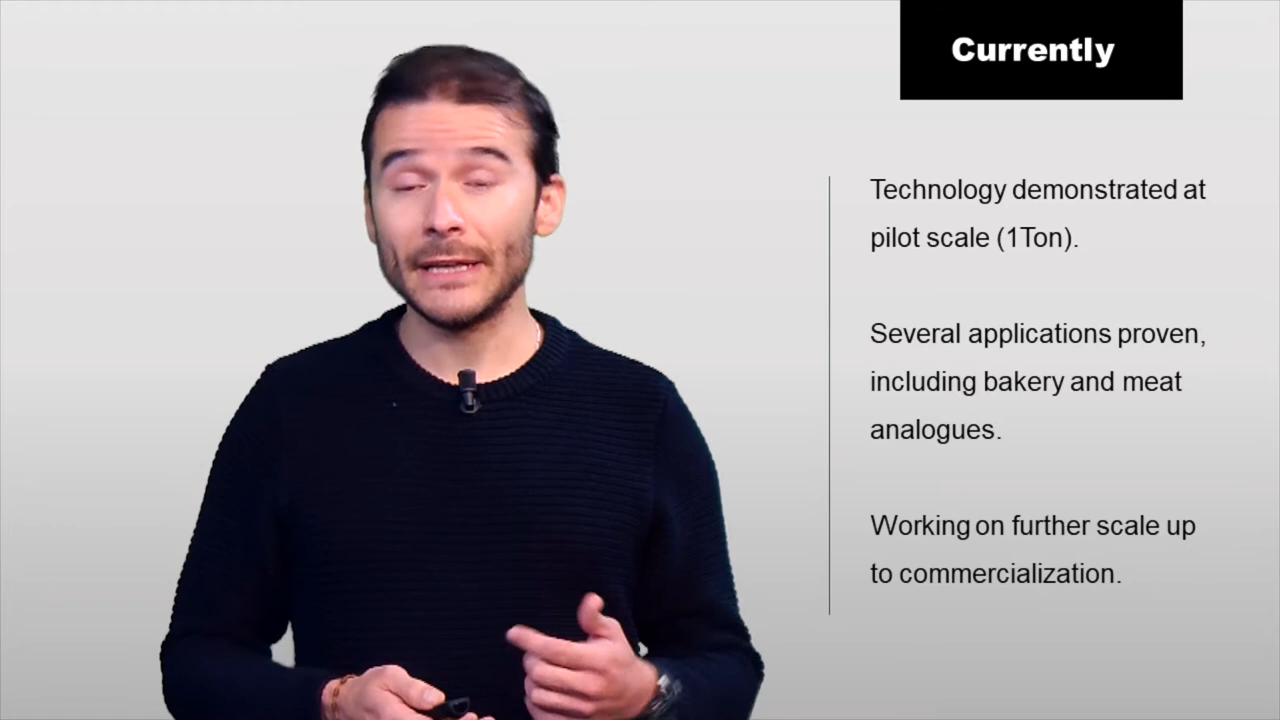 Currently
Technology demonstrated at
pilot scale (1Ton).
Several applications proven,
including bakery and meat
analogues.
Working on further scale up
to commercialization.